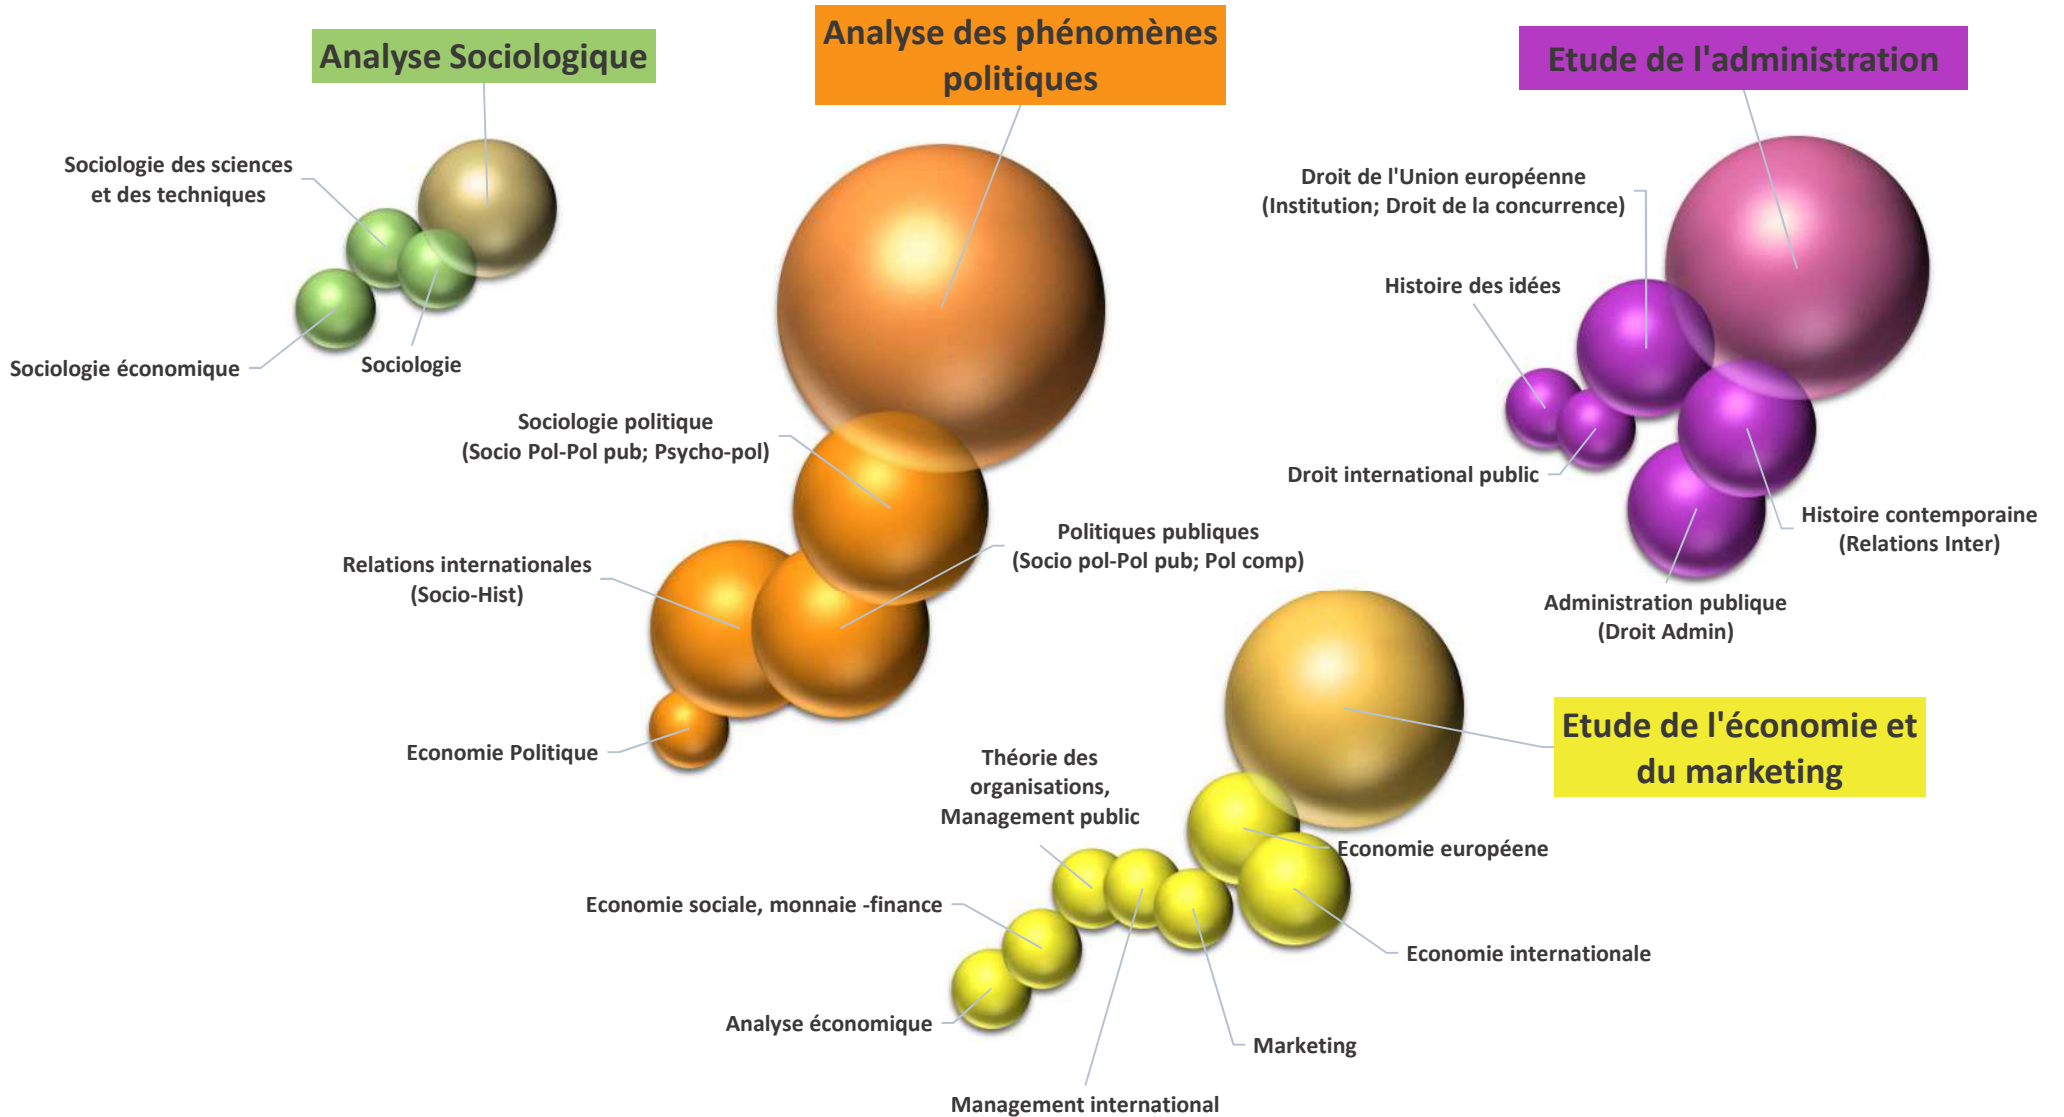 Analyse Sociologique
Sociologie des sciences
et des techniques
Sociologie économique
Sociologie
Analyse des phénomènes
politiques
Sociologie politique
(Socio Pol-Pol pub; Psycho-pol)
Politiques publiques
(Socio pol-Pol pub; Pol comp)
Relations internationales
(Socio-Hist)
Economie Politique
Etude de l'administration
Droit de l'Union européenne
(Institution; Droit de la concurrence)
Histoire des idées
Droit international public
Histoire contemporaine
(Relations Inter)
Administration publique
(Droit Admin)
Etude de l'économie et
du marketing
Théorie des
organisations,
Management public
Economie européene
Economie sociale, monnaie -finance
Economie internationale
Analyse économique
Marketing
Management international